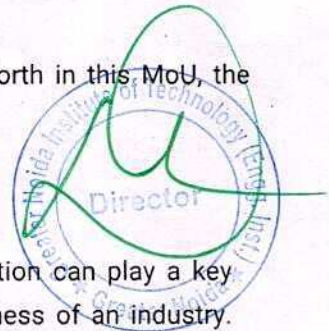 orth in this MoU, the
Greater Noida Institute of Technology (Engg. Inst.)
Director
Greater Noida
tion can play a key
ness of an industry.